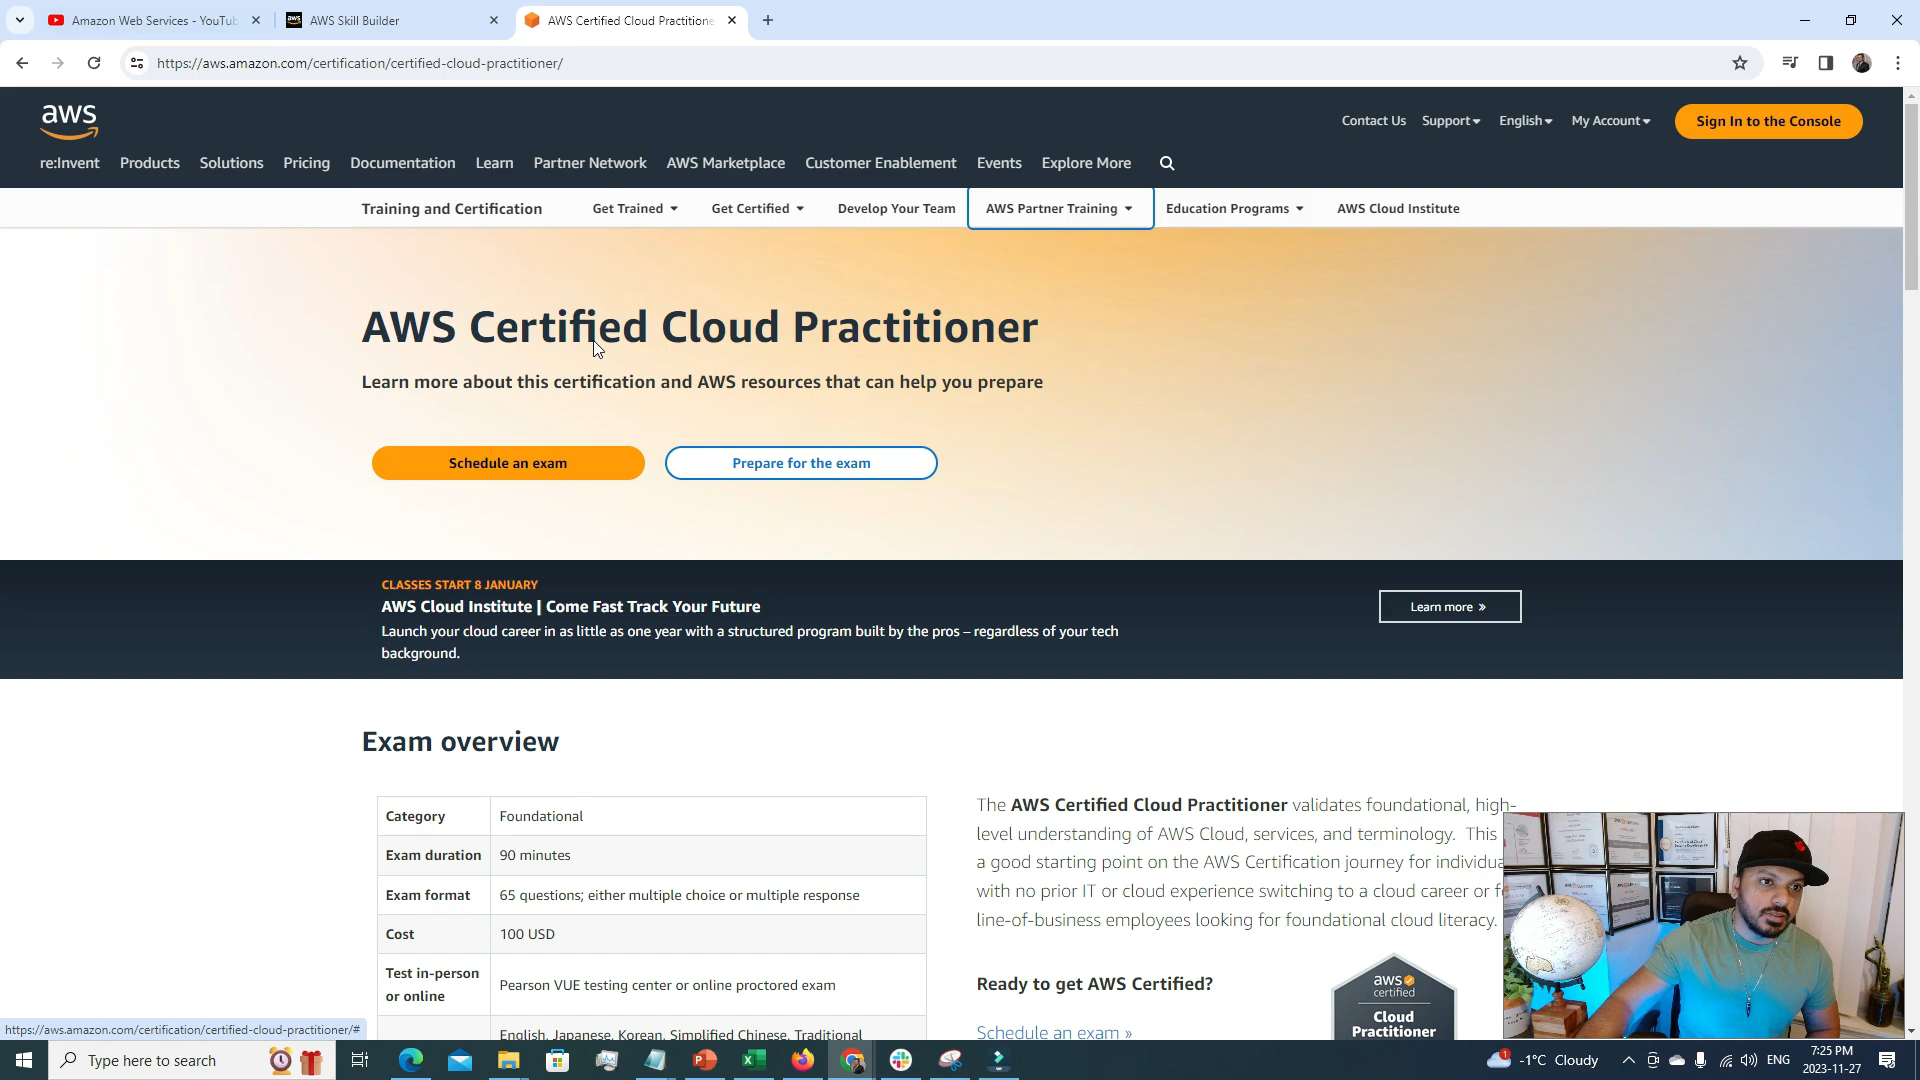 Amazon Web Services - YouTub
AWS Skill Builder
AWS Certified Cloud Practitione
https://aws.amazon.com/certification/certified-cloud-practitioner/
aws
Contact Us
Support
English
My Account
Sign In to the Console
re:Invent
Products
Solutions
Pricing
Documentation
Learn
Partner Network
AWS Marketplace
Customer Enablement
Events
Explore More
Training and Certification
Get Trained
Get Certified
Develop Your Team
AWS Partner Training
Education Programs
AWS Cloud Institute
AWS Certified Cloud Practitioner
Learn more about this certification and AWS resources that can help you prepare
Schedule an exam
Prepare for the exam
CLASSES START 8 JANUARY
AWS Cloud Institute | Come Fast Track Your Future
Launch your cloud career in as little as one year with a structured program built by the pros – regardless of your tech
background.
Learn more »
Exam overview
Category
Foundational
Exam duration
90 minutes
Exam format
65 questions; either multiple choice or multiple response
Cost
100 USD
Test in-person
or online
Pearson VUE testing center or online proctored exam
English, Japanese, Korean, Simplified Chinese, Traditional
The AWS Certified Cloud Practitioner validates foundational, high-
level understanding of AWS Cloud, services, and terminology. This
a good starting point on the AWS Certification journey for individua
with no prior IT or cloud experience switching to a cloud career or f
line-of-business employees looking for foundational cloud literacy.
Ready to get AWS Certified?
Schedule an exam »
aws
certified
Cloud
Practitioner
https://aws.amazon.com/certification/certified-cloud-practitioner/#
Type here to search
1
-1°C Cloudy
ENG
7:25 PM
2023-11-27